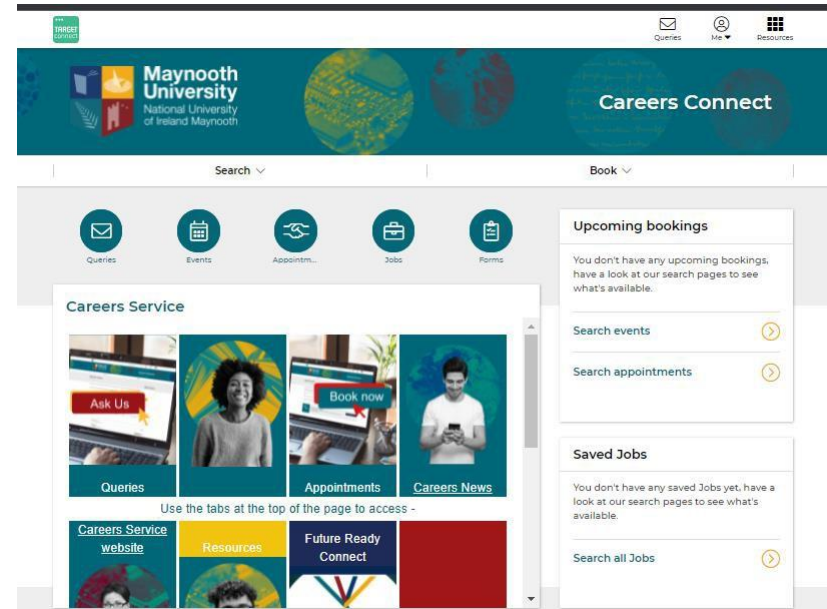 TARGET
connect
Queries
Me
Resources
Maynooth
University
National University
of Ireland Maynooth
Careers Connect
Search
Book
Queries
Events
Appointm...
Jobs
Forms
Careers Service
Ask Us
Book now
Queries
Appointments
Careers News
Use the tabs at the top of the page to access -
Careers Service
website
Resources
Future Ready
Connect
Upcoming bookings
You don't have any upcoming bookings,
have a look at our search pages to see
what's available.
Search events
Search appointments
Saved Jobs
You don't have any saved Jobs yet, have a
look at our search pages to see what's
available.
Search all Jobs